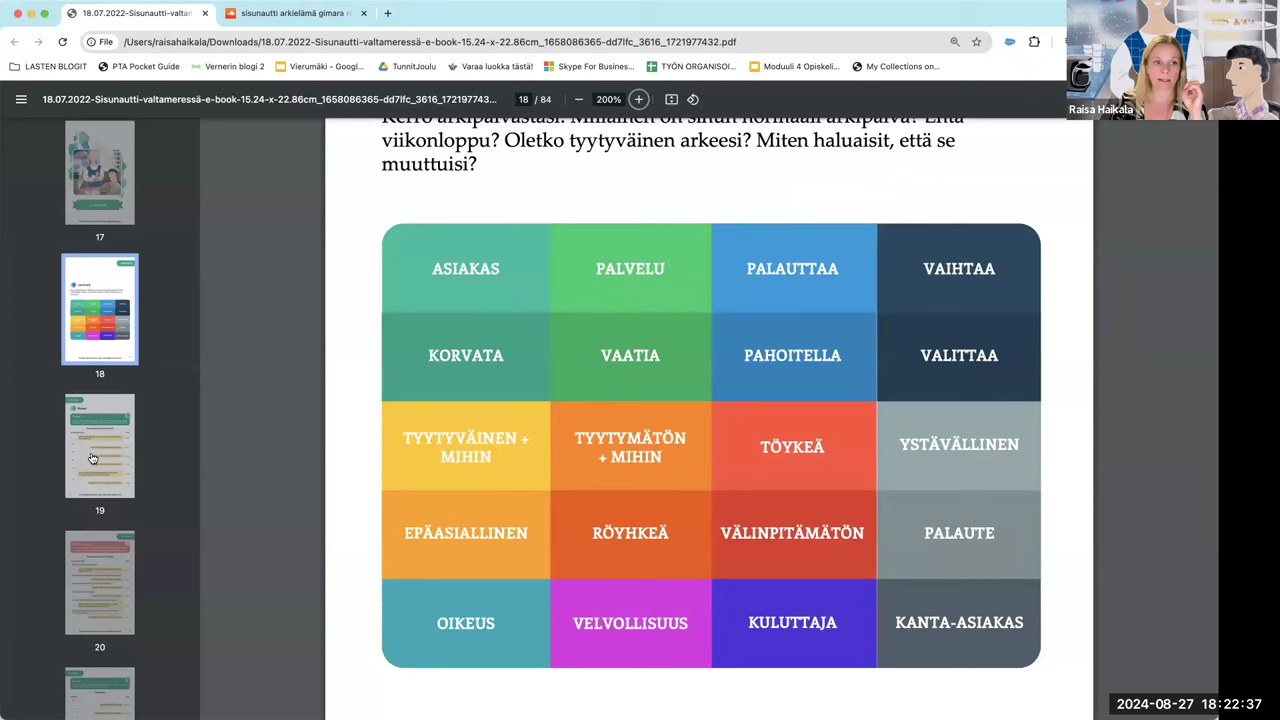 18.07.2022-Sisunautti-valtam
sisunautti arkielämä gimara
File
/Users/raisahaikala/Downloads/18.07.2022-Sisunautti-valtameressä-e-book-15.24-x-22.86cm_1658086365-dd7lfc_3616_1721977432.pdf
LASTEN BLOGIT
PTA Pocket Guide
Vernerin blogi 2
Vierumäki – Googl...
TunnitJoulu
Varaa luokka tästä!
Skype For Busines...
TYÖN ORGANISOI...
Moduuli 4 Opiskeli...
My Collections on...
18.07.2022-Sisunautti-valtameressä-e-book-15.24-x-22.86cm_1658086365-dd7lfc_3616_172197743...
18 / 84
200%
Raisa Haikala
17
18
19
20
viikonloppu? Oletko tyytyväinen arkeesi? Miten haluaisit, että se
muuttuisi?
ASIAKAS PALVELU PALAUTTAA VAIHTAA
KORVATA VAATIA PAHOITELLA VALITTAA
TYYTYVÄINEN +
MIHIN
TYYTYMÄTÖN
+ MIHIN
TÖYKEÄ
YSTÄVÄLLINEN
EPÄASIALLINEN RÖYHKEÄ VÄLINPITÄMÄTÖN PALAUTE
OIKEUS VELVOLLISUUS KULUTTAJA KANTA-ASIAKAS
2024-08-27 18:22:37